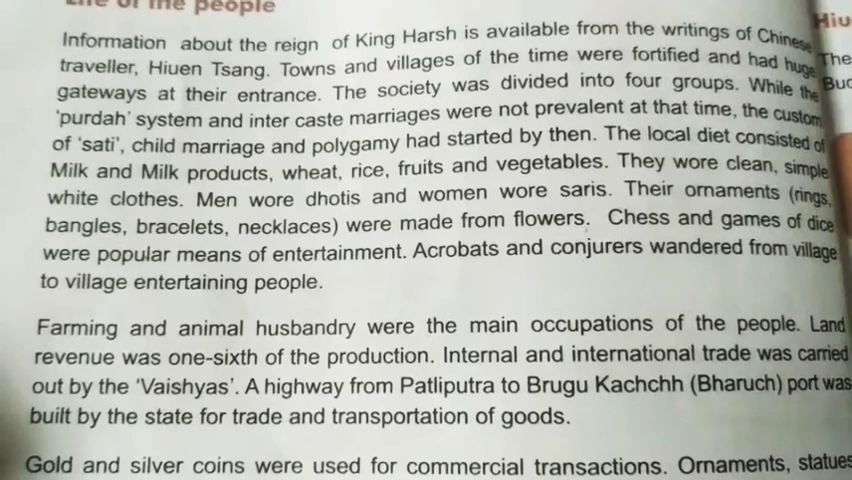 Life of the people
Information about the reign of King Harsh is available from the writings of Chinese
traveller, Hiuen Tsang. Towns and villages of the time were fortified and had huge
gateways at their entrance. The society was divided into four groups. While the
'purdah' system and inter caste marriages were not prevalent at that time, the custom
of 'sati', child marriage and polygamy had started by then. The local diet consisted of
Milk and Milk products, wheat, rice, fruits and vegetables. They wore clean, simple
white clothes. Men wore dhotis and women wore saris. Their ornaments (rings,
bangles, bracelets, necklaces) were made from flowers. Chess and games of dice
were popular means of entertainment. Acrobats and conjurers wandered from village
to village entertaining people.
Farming and animal husbandry were the main occupations of the people. Land
revenue was one-sixth of the production. Internal and international trade was carried
out by the 'Vaishyas'. A highway from Patliputra to Brugu Kachchh (Bharuch) port was
built by the state for trade and transportation of goods.
Gold and silver coins were used for commercial transactions. Ornaments, statues
Hiu
The
Buc